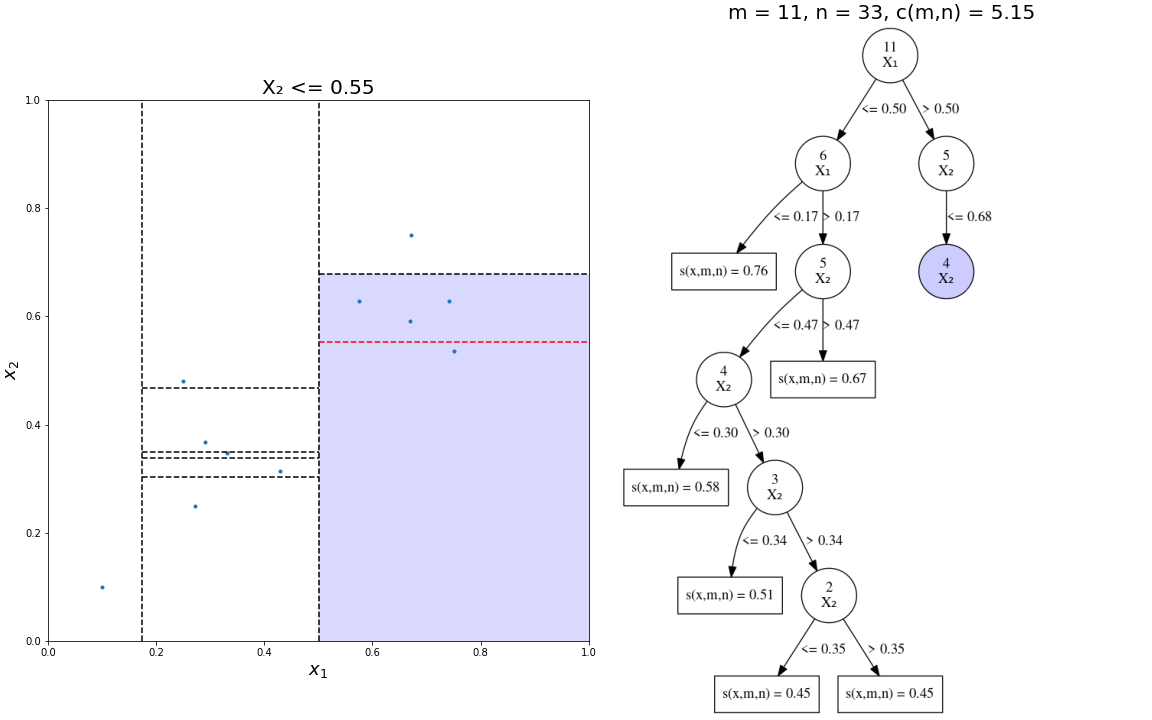 X₂ <= 0.55
1.0
0.8
0.6
0.4
0.2
0.0
x₂
0.0 0.2 0.4 0.6 0.8 1.0
x₁
m = 11, n = 33, c(m,n) = 5.15
11
X₁
<= 0.50 > 0.50
6
X₁
5
X₂
<= 0.17 > 0.17 <= 0.68
s(x,m,n) = 0.76
5
X₂
4
X₂
<= 0.47 > 0.47
4
X₂
s(x,m,n) = 0.67
<= 0.30 > 0.30
s(x,m,n) = 0.58
3
X₂
<= 0.34 > 0.34
s(x,m,n) = 0.51
2
X₂
<= 0.35 > 0.35
s(x,m,n) = 0.45 s(x,m,n) = 0.45